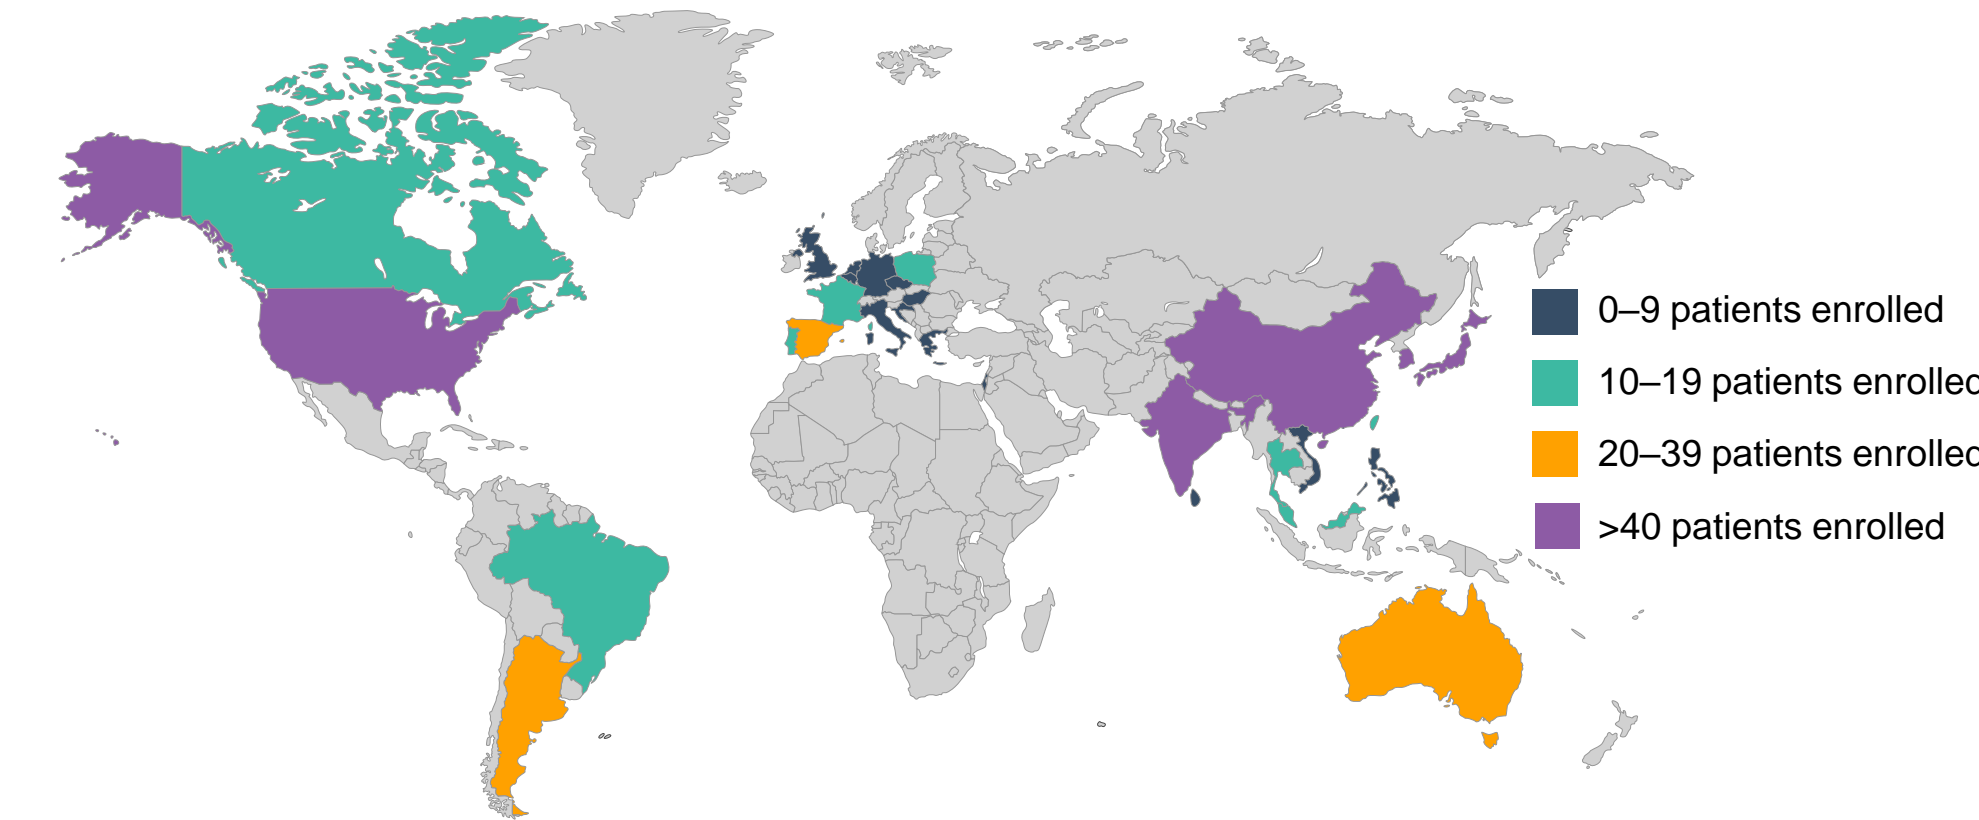 0–9 patients enrolled
10–19 patients enrolled
20–39 patients enrolled
>40 patients enrolled